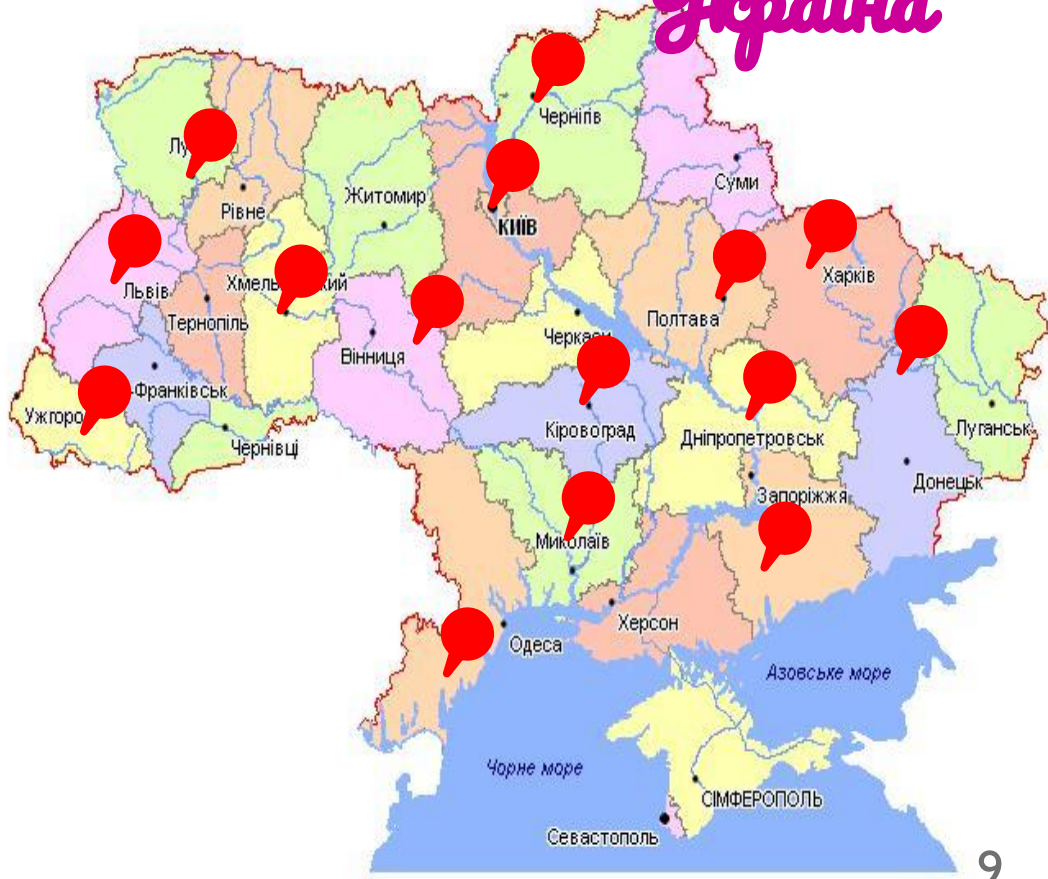 Україна
Чернігів
Суми
Житомир
Рівне
КИЇВ
Харків
Львів
Хмельницький
Тернопіль
Полтава
Черкаси
Вінниця
Франківськ
Ужгород
Кіровоград
Дніпропетровськ
Луганськ
Чернівці
Донецьк
Запоріжжя
Миколаїв
Херсон
Одеса
Азовське море
Чорне море
СІМФЕРОПОЛЬ
Севастополь
9